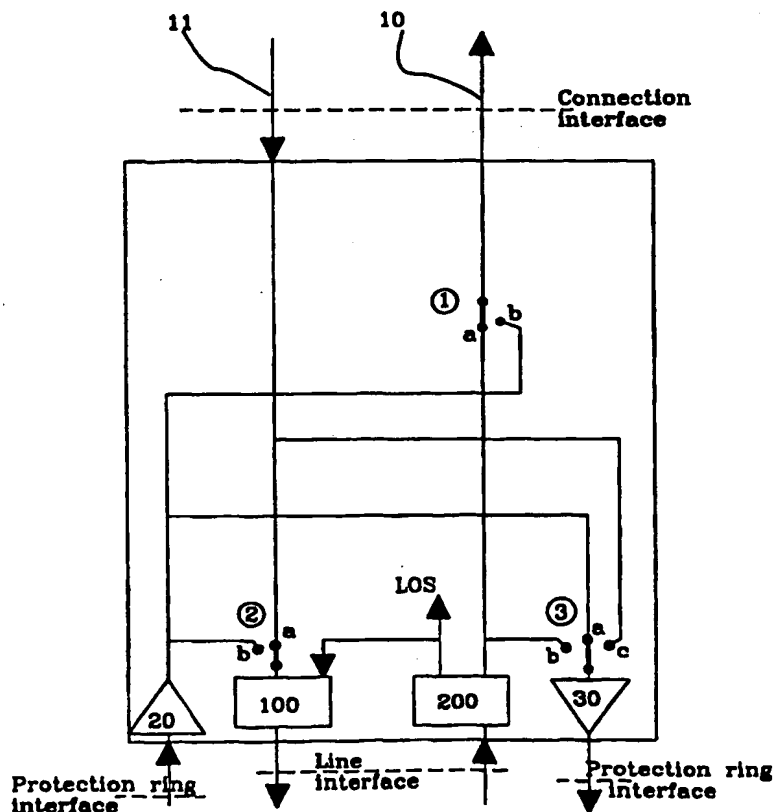 11
10
Connection
interface
1
b
a
LOS
2
a
b
3
a
b
c
20
100
200
30
Protection ring
interface
Line
interface
Protection ring
interface